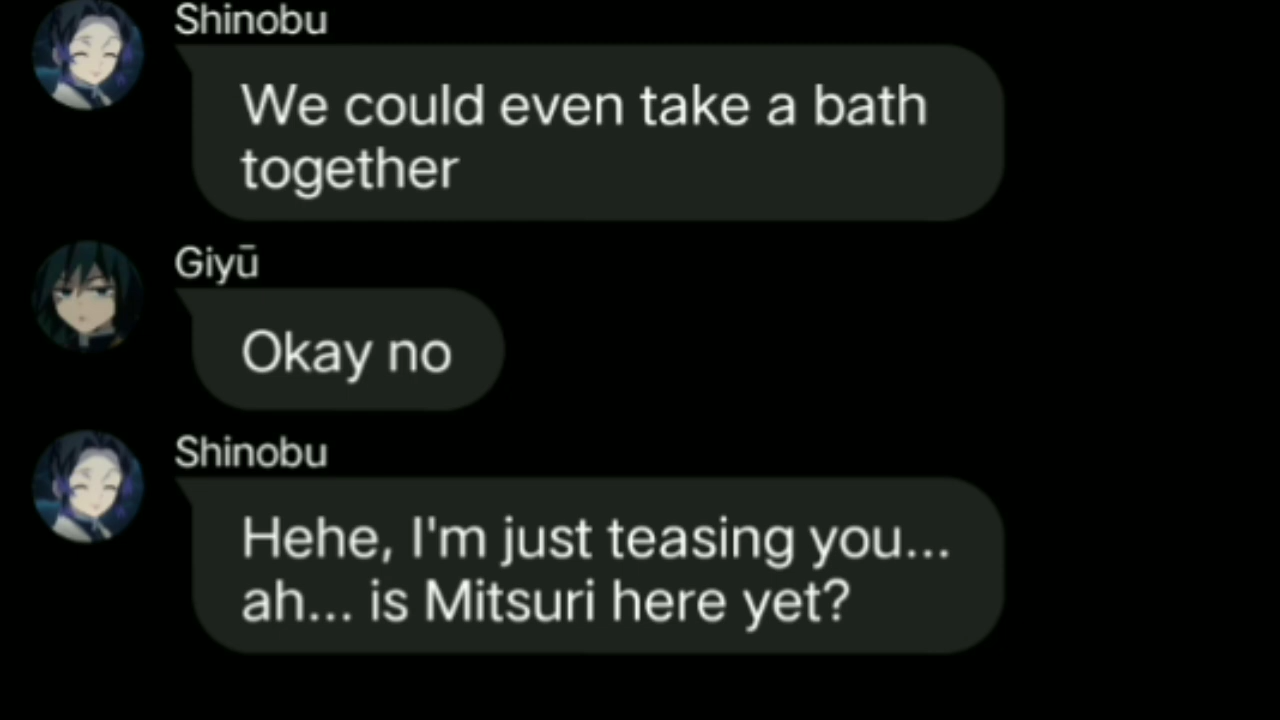 Shinobu
We could even take a bath
together
Giyū
Okay no
Shinobu
Hehe, I'm just teasing you...
ah... is Mitsuri here yet?